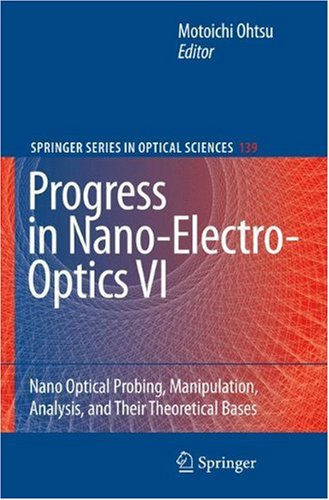 Motoichi Ohtsu
Editor
SPRINGER SERIES IN OPTICAL SCIENCES 139
Progress
in Nano-Electro-
Optics VI
Nano Optical Probing, Manipulation,
Analysis, and Their Theoretical Bases
Springer